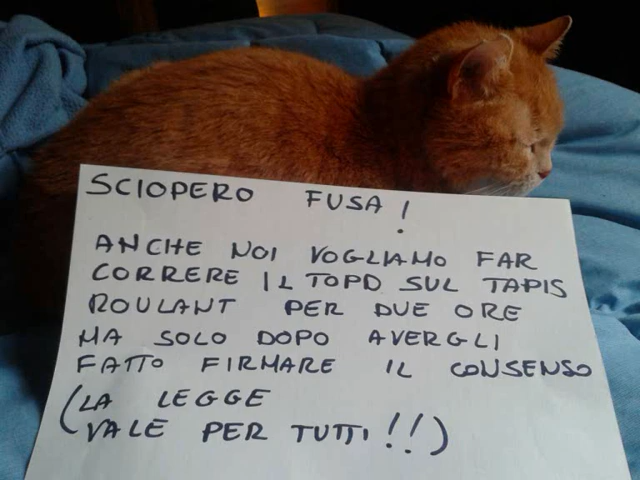 SCIOPERO FUSA!
ANCHE NOI VOGLIAMO FAR
CORRERE IL TOPO SUL TAPIS
ROULANT PER DUE ORE
MA SOLO DOPO AVERGLI
FATTO FIRMARE IL CONSENSO
(LA LEGGE
VALE PER TUTTI!!)